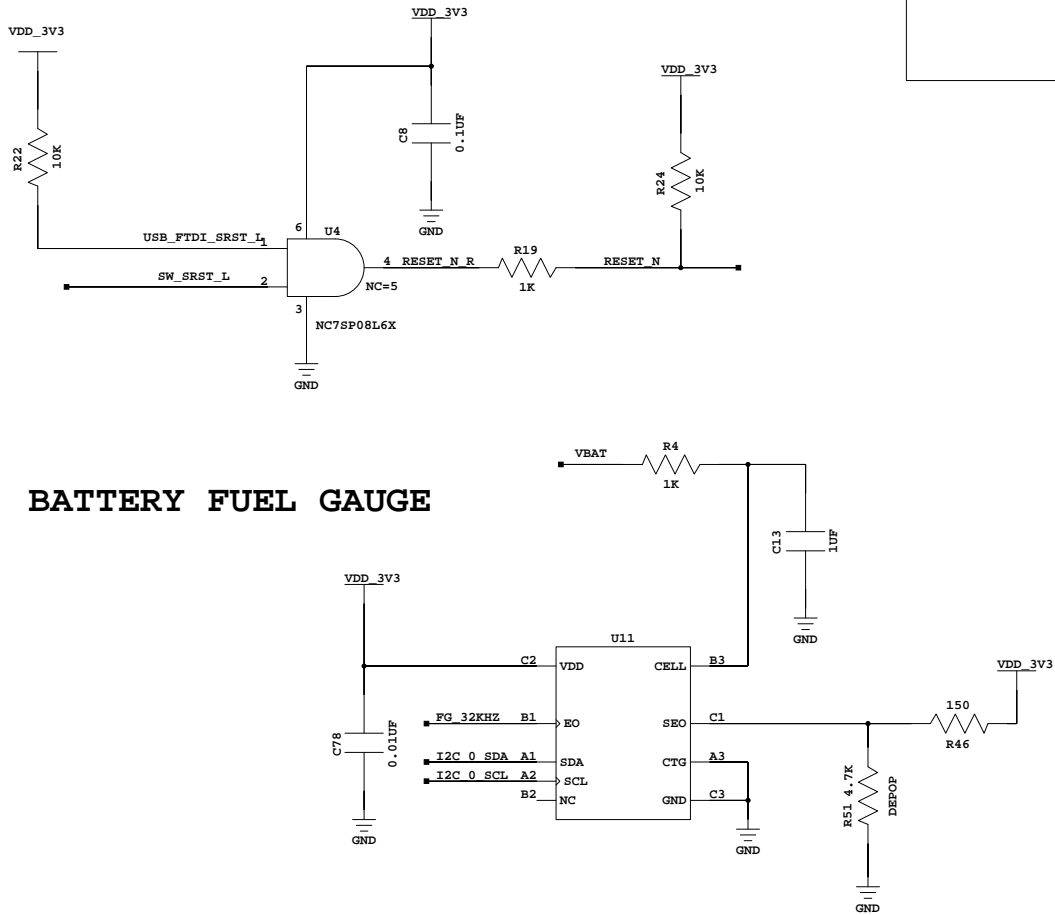 VDD_3V3
VDD_3V3
VDD_3V3
R22
10K
C8
0.1UF
GND
R24
10K
USB_FTDI_SRST_L
1
6
U4
SW_SRST_L
2
4
RESET_N_R
R19
1K
RESET_N
NC=5
3
NC7SP08L6X
GND
BATTERY FUEL GAUGE
VBAT
R4
1K
C13
1UF
GND
VDD_3V3
U11
C2
VDD
CELL
B3
FG_32KHZ
B1
EO
SEO
C1
150
R46
VDD_3V3
C78
0.01UF
GND
I2C_0_SDA
A1
SDA
CTG
A3
I2C_0_SCL
A2
SCL
B2
NC
GND
C3
GND
R51 4.7K
DEPOP
GND